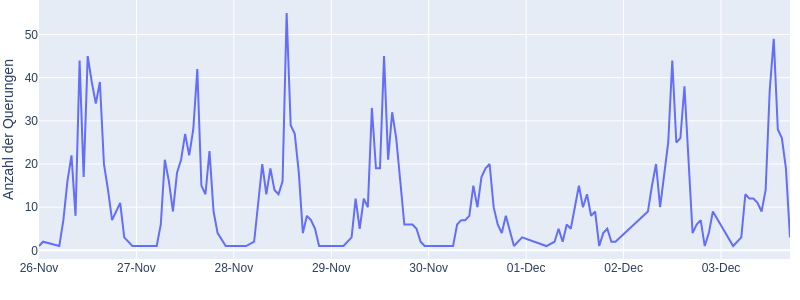 Anzahl der Querungen
50
40
30
20
10
0
26-Nov
27-Nov
28-Nov
29-Nov
30-Nov
01-Dec
02-Dec
03-Dec